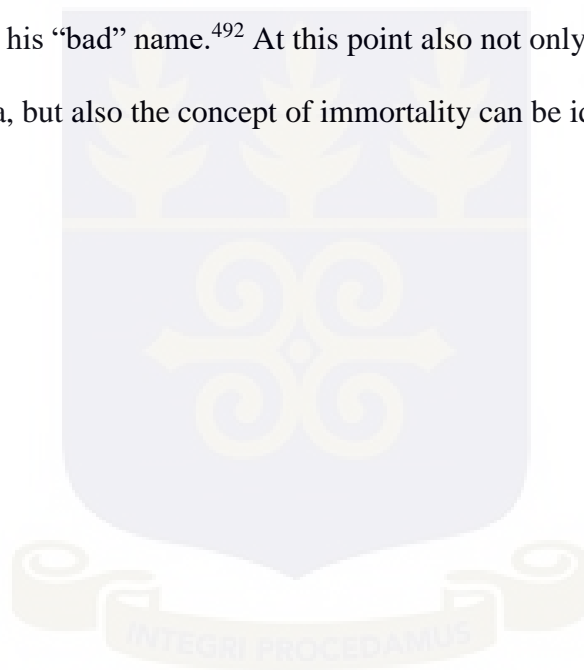 his “bad” name.492 At this point also not only
, but also the concept of immortality can be
INTEGRI PROCEDAMUS